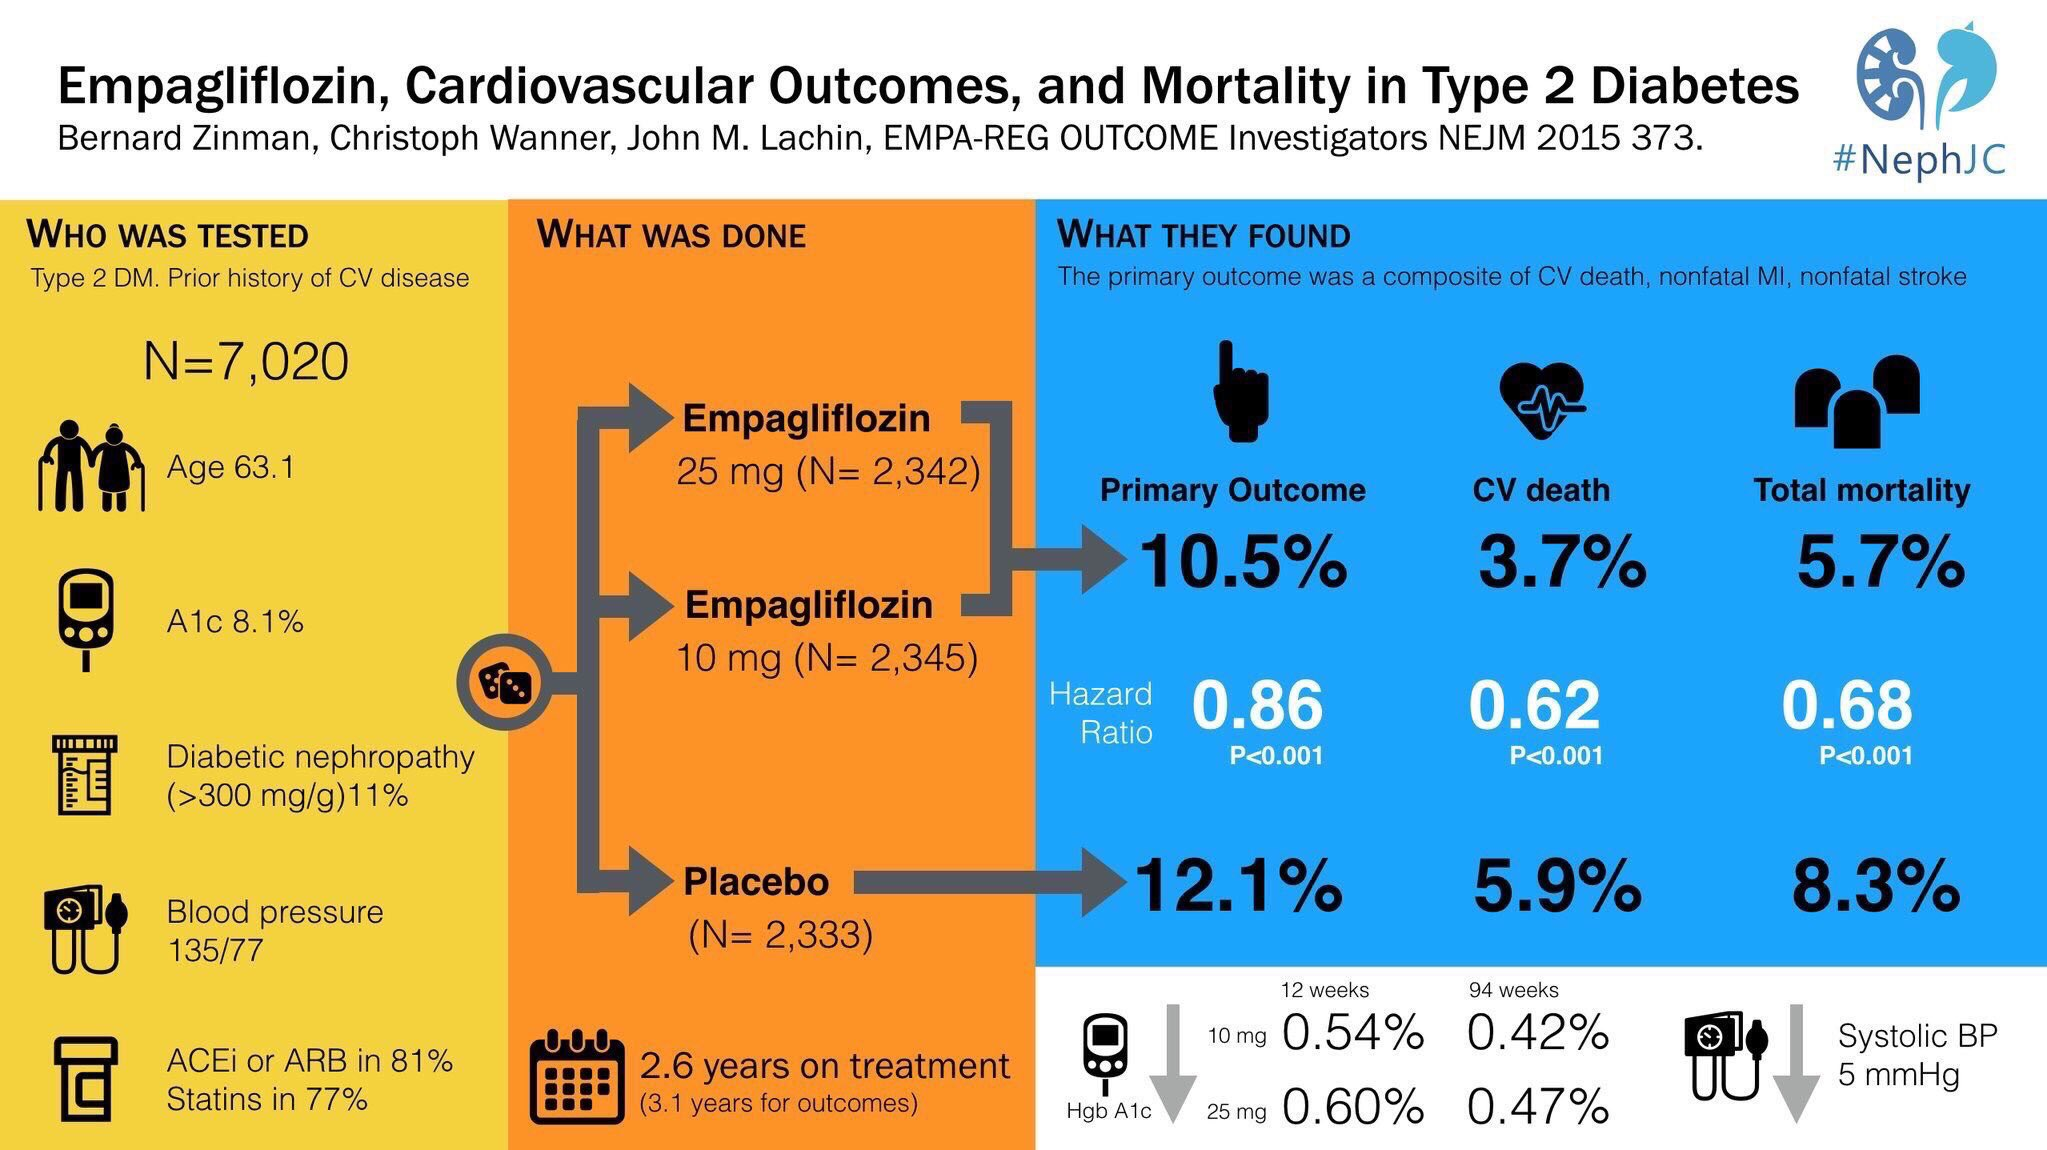 Empagliflozin, Cardiovascular Outcomes, and Mortality in Type 2 Diabetes
Bernard Zinman, Christoph Wanner, John M. Lachin, EMPA-REG OUTCOME Investigators NEJM 2015 373.
#NephJC
WHO WAS TESTED
Type 2 DM. Prior history of CV disease
N=7,020
Age 63.1
A1c 8.1%
Diabetic nephropathy
(>300 mg/g)11%
Blood pressure
135/77
ACEi or ARB in 81%
Statins in 77%
WHAT WAS DONE
Empagliflozin
25 mg (N= 2,342)
Empagliflozin
10 mg (N= 2,345)
Placebo
(N= 2,333)
2.6 years on treatment
(3.1 years for outcomes)
WHAT THEY FOUND
The primary outcome was a composite of CV death, nonfatal MI, nonfatal stroke
Primary Outcome CV death Total mortality
10.5% 3.7% 5.7%
Hazard
Ratio
0.86 0.62 0.68
P<0.001 P<0.001 P<0.001
12.1% 5.9% 8.3%
12 weeks 94 weeks
10 mg 0.54% 0.42%
25 mg 0.60% 0.47%
Hgb A1c
Systolic BP
5 mmHg